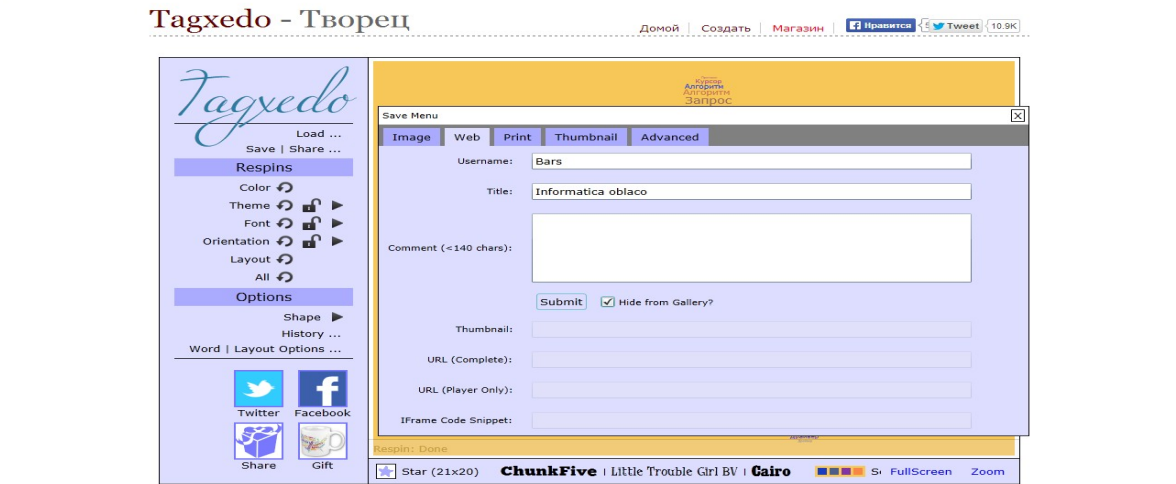 Tagxedo - Творец
Домой | Создать | Магазин | Нравится Tweet 10.9K
Tagxedo
Load ...
Save | Share ...
Respins
Color
Theme
Font
Orientation
Layout
All
Options
Shape
History ...
Word | Layout Options ...
Twitter Facebook
Share Gift
Курсор
Алгоритм
Алгоритм
Запрос
Save Menu
Image Web Print Thumbnail Advanced
Username: Bars
Title: Informatica oblaco
Comment (<140 chars):
Submit Hide from Gallery?
Thumbnail:
URL (Complete):
URL (Player Only):
IFrame Code Snippet:
Respin: Done
Star (21x20) ChunkFive | Little Trouble Girl BV | Cairo FullScreen Zoom